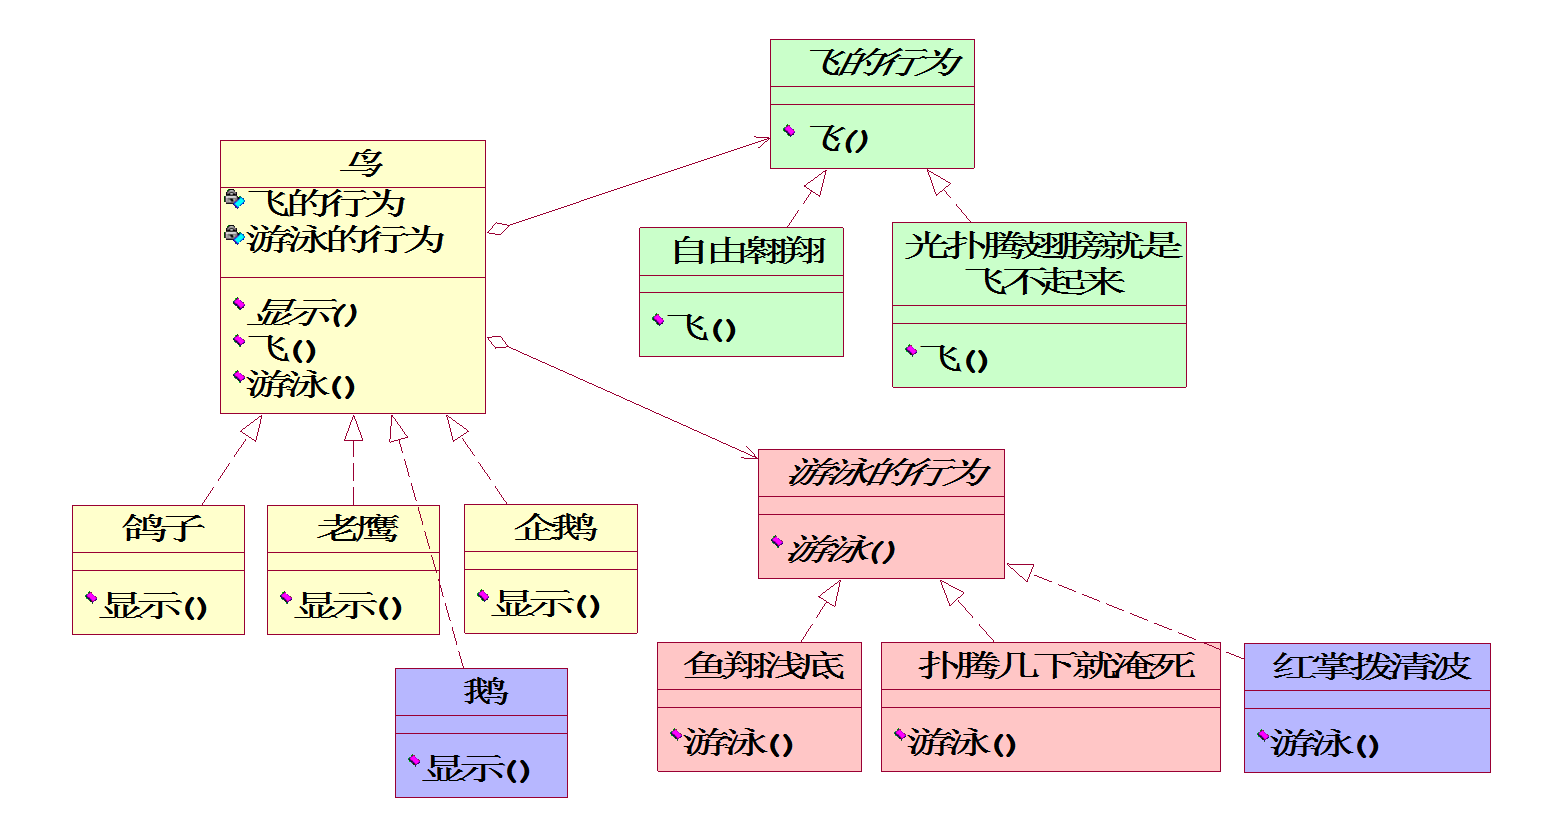 飞的行为
飞()
鸟
飞的行为
游泳的行为
显示()
飞()
游泳()
自由翱翔
飞()
光扑腾翅膀就是
飞不起来
飞()
游泳的行为
游泳()
鸽子
显示()
老鹰
显示()
企鹅
显示()
鹅
显示()
鱼翔浅底
游泳()
扑腾几下就淹死
游泳()
红掌拨清波
游泳()